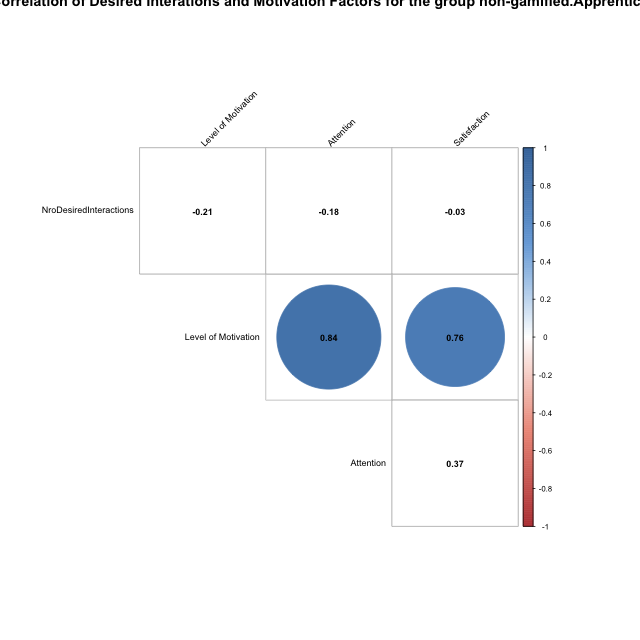 orrelation of Desired Interations and Motivation Factors for the group non-gamified.Apprentic
Level of Motivation
Attention
Satisfaction
NroDesiredInteractions
-0.21
-0.18
-0.03
Level of Motivation
0.84
0.76
Attention
0.37
1
0.8
0.6
0.4
0.2
0
-0.2
-0.4
-0.6
-0.8
-1